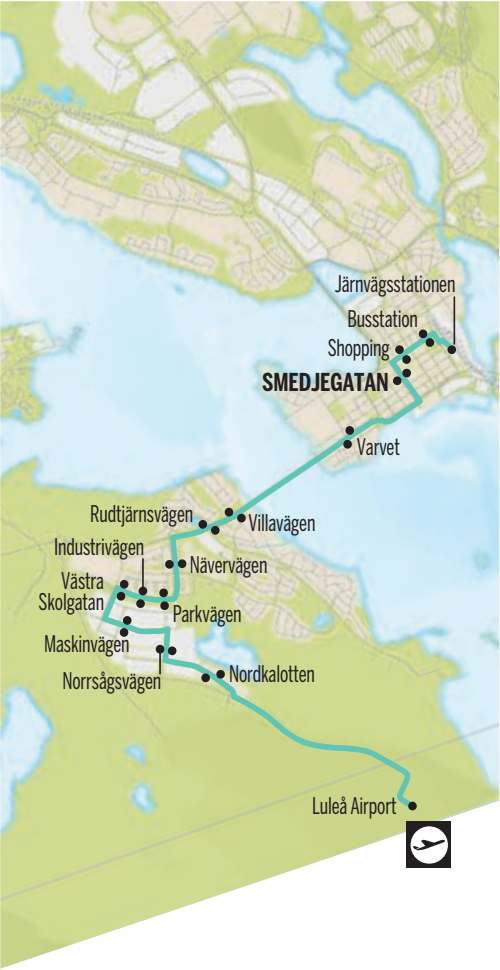 Järnvägsstationen
Busstation
Shopping
SMEDJEGATAN
Varvet
Rudtjärnsvägen
Villavägen
Industrivägen
Nävervägen
Västra
Skolgatan
Parkvägen
Maskinvägen
Norrsågsvägen
Nordkalotten
Luleå Airport